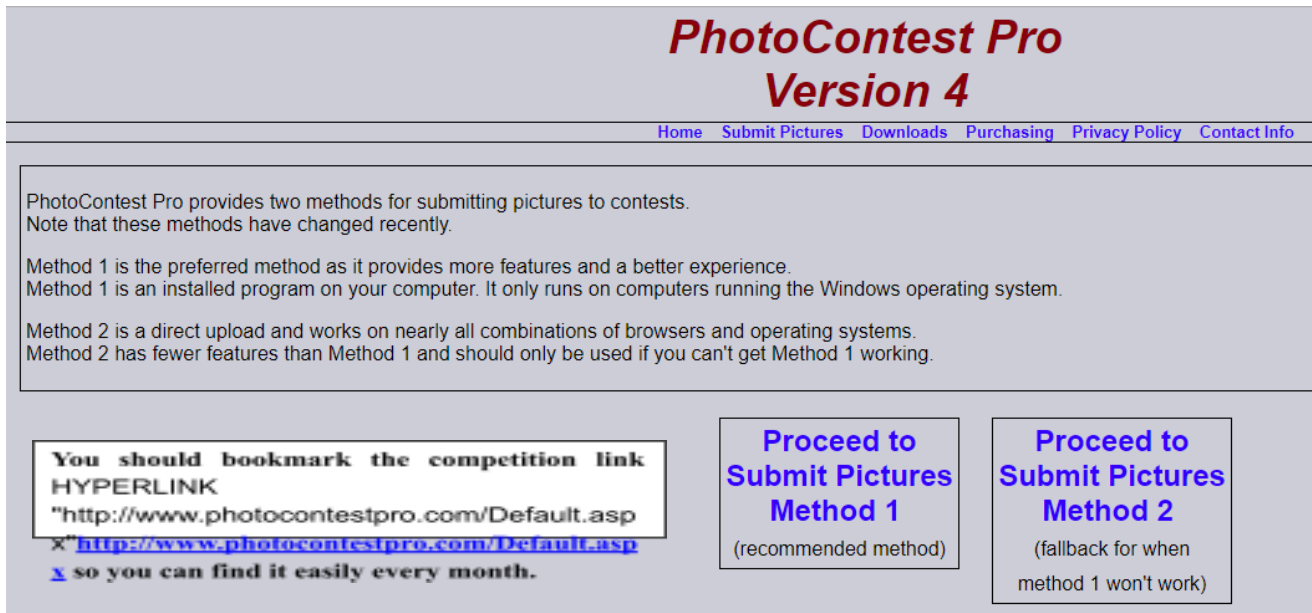 PhotoContest Pro
Version 4
Home Submit Pictures Downloads Purchasing Privacy Policy Contact Info
PhotoContest Pro provides two methods for submitting pictures to contests.
Note that these methods have changed recently.
Method 1 is the preferred method as it provides more features and a better experience.
Method 1 is an installed program on your computer. It only runs on computers running the Windows operating system.
Method 2 is a direct upload and works on nearly all combinations of browsers and operating systems.
Method 2 has fewer features than Method 1 and should only be used if you can't get Method 1 working.
You should bookmark the competition link
HYPERLINK
"http://www.photocontestpro.com/Default.asp
x"http://www.photocontestpro.com/Default.asp
x so you can find it easily every month.
Proceed to
Submit Pictures
Method 1
(recommended method)
Proceed to
Submit Pictures
Method 2
(fallback for when
method 1 won't work)